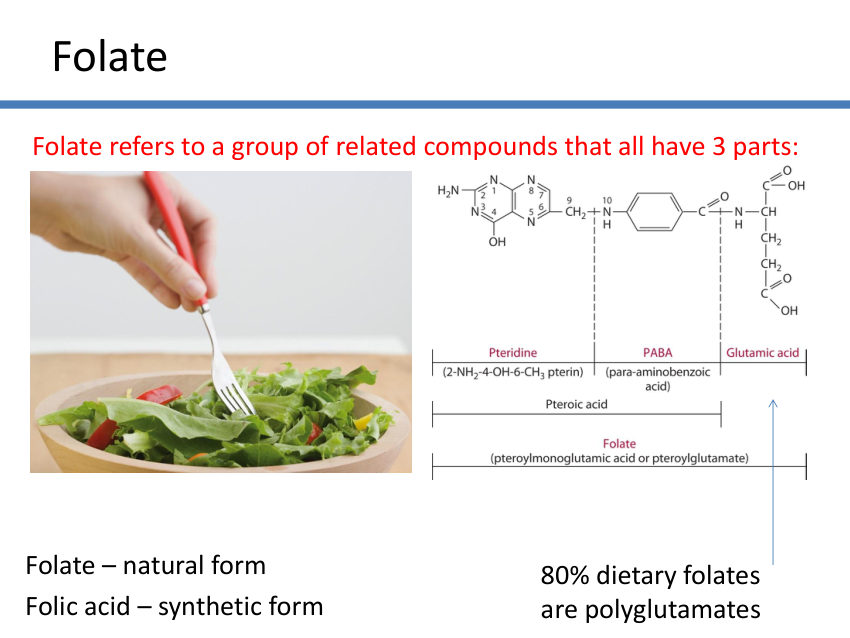 Folate
Folate refers to a group of related compounds that all have 3 parts:
H₂N
N
1
2
N
3
4
OH
N
8
7
N
5
6
9
CH₂
10
N
H
C
O
N
H
CH
C
O
OH
CH₂
CH₂
C
O
OH
Pteridine
(2-NH₂-4-OH-6-CH₃ pterin)
PABA
(para-aminobenzoic
acid)
Glutamic acid
Pteroic acid
Folate
(pteroylmonoglutamic acid or pteroylglutamate)
Folate – natural form
Folic acid – synthetic form
80% dietary folates
are polyglutamates